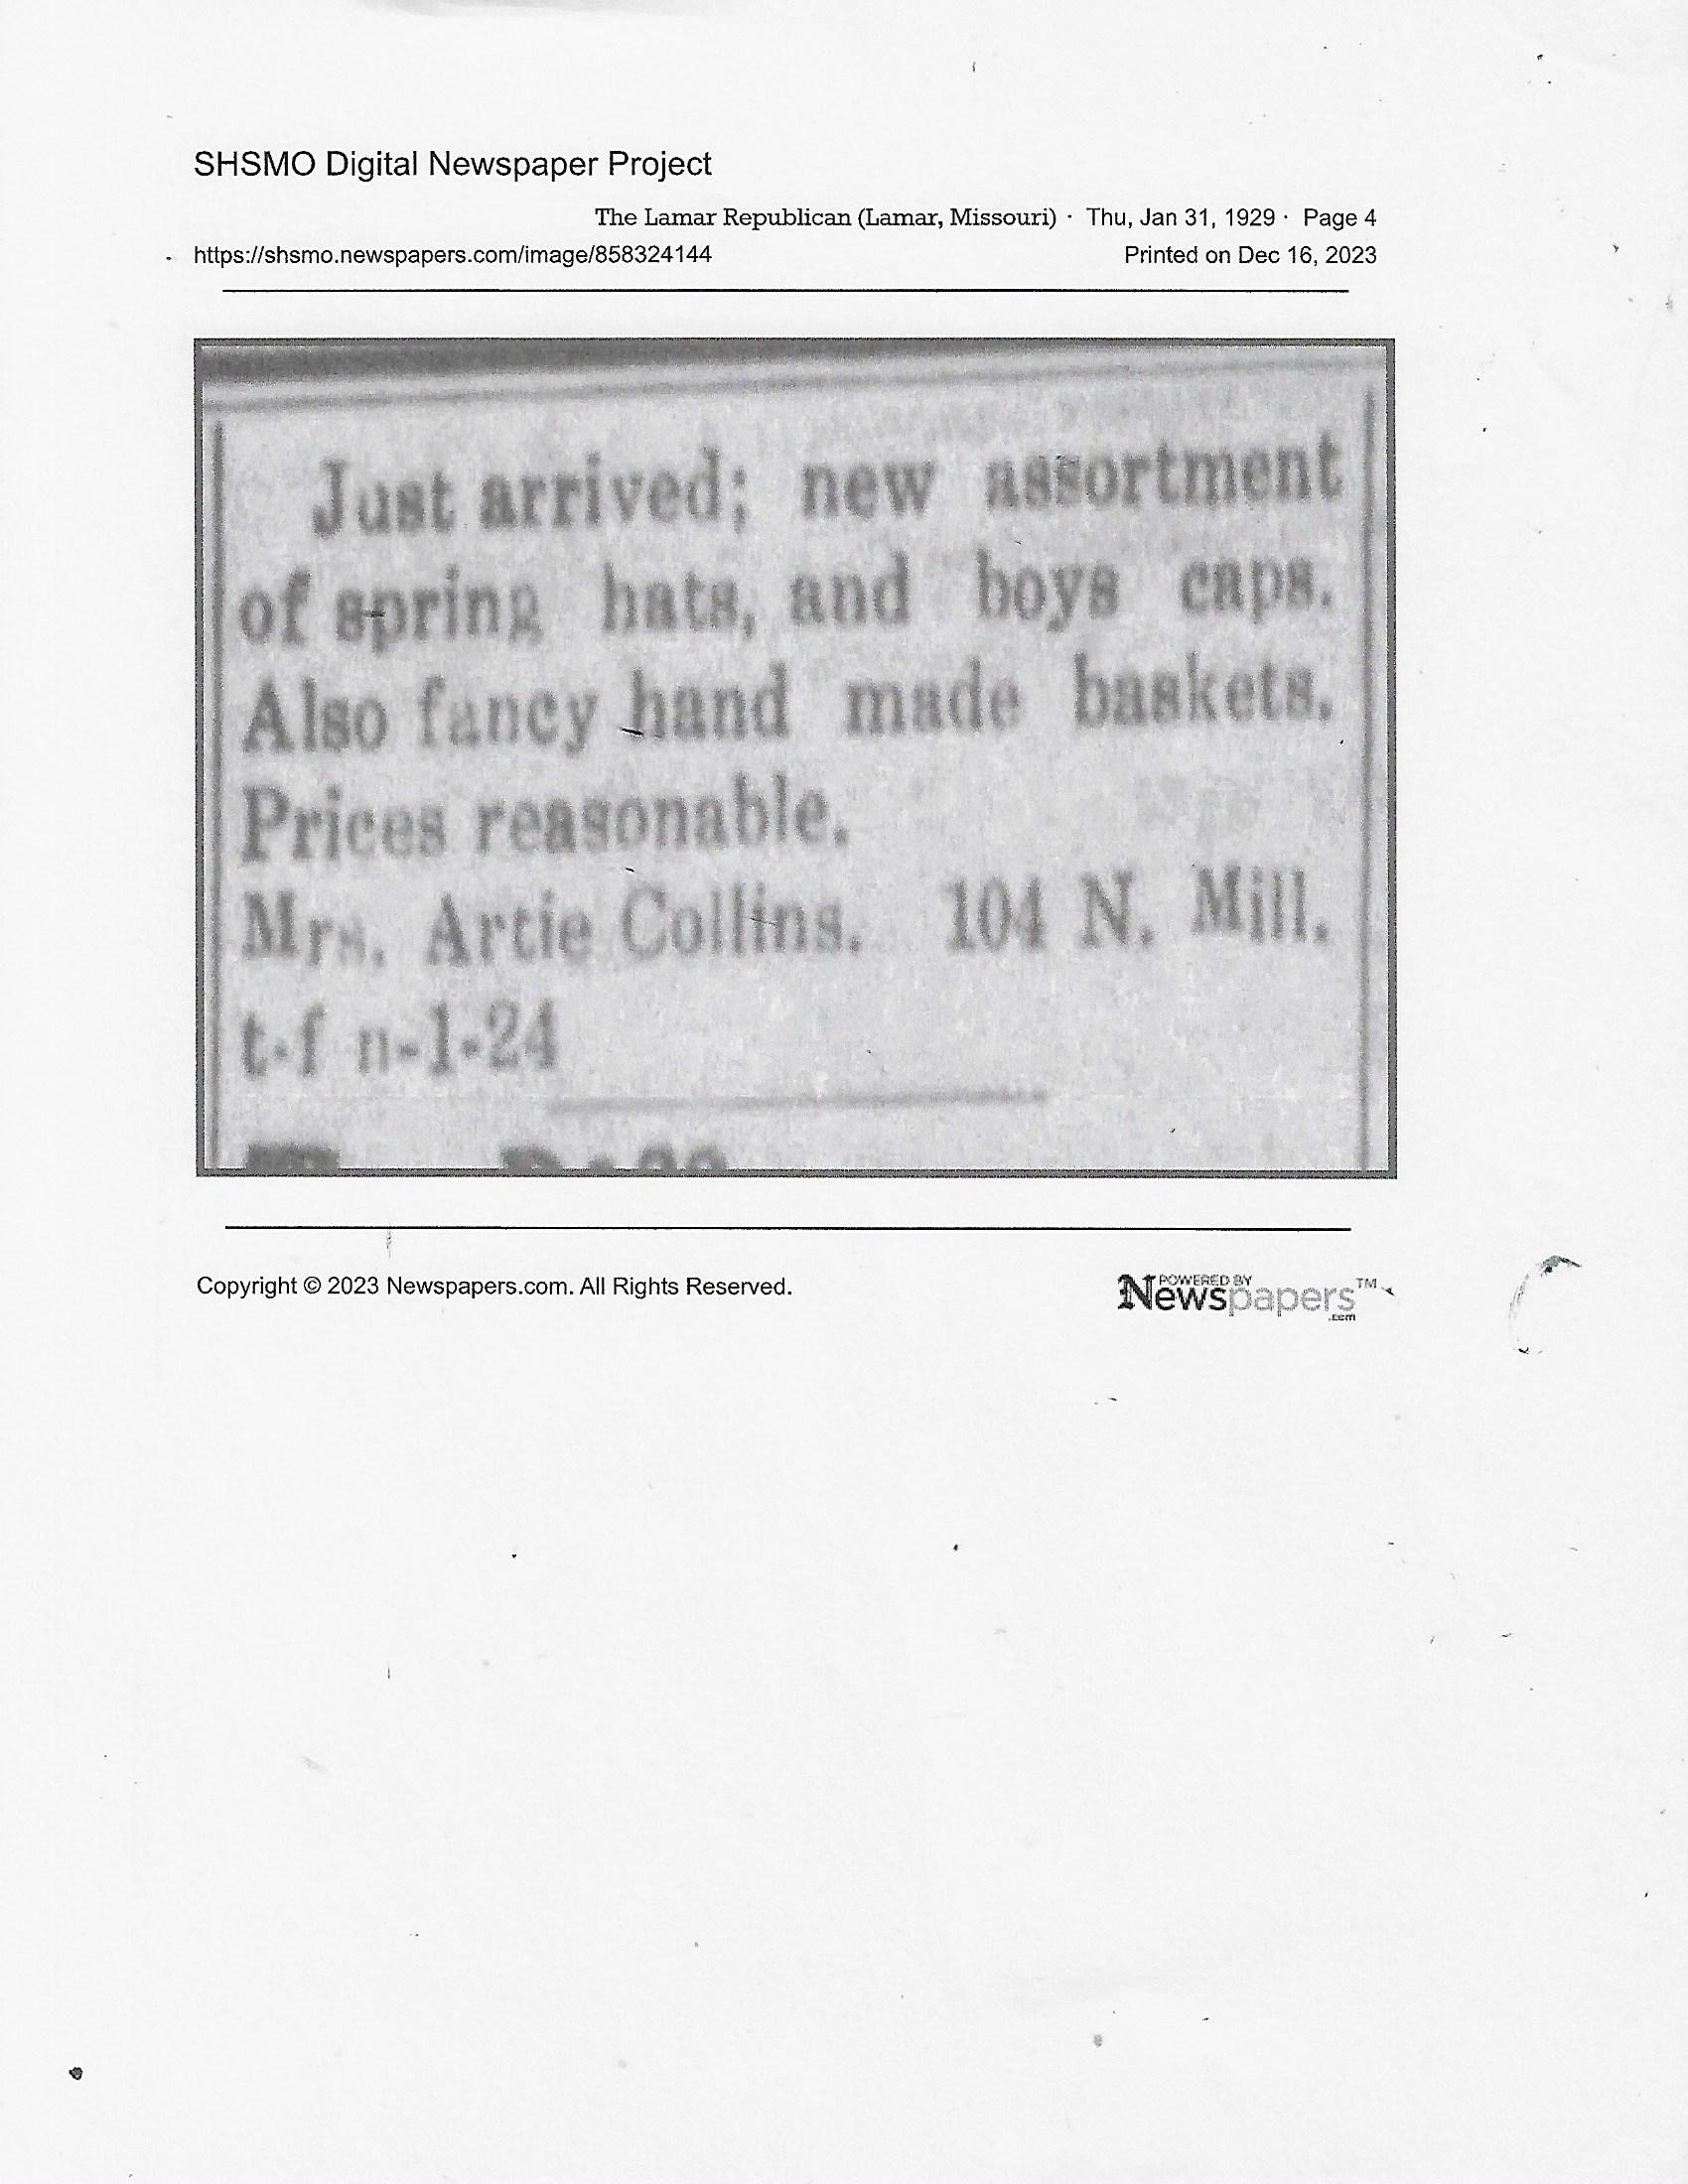 SHSMO Digital Newspaper Project
The Lamar Republican (Lamar, Missouri) · Thu, Jan 31, 1929 · Page 4
https://shsmo.newspapers.com/image/858324144
Printed on Dec 16, 2023
Just arrived; new assortment
of spring hats, and boys caps.
Also fancy hand made baskets.
Prices reasonable.
Mrs. Artie Collins. 104 N. Mill.
t-f n-1-24
Copyright © 2023 Newspapers.com. All Rights Reserved.
POWERED BY
Newspapers™
.com